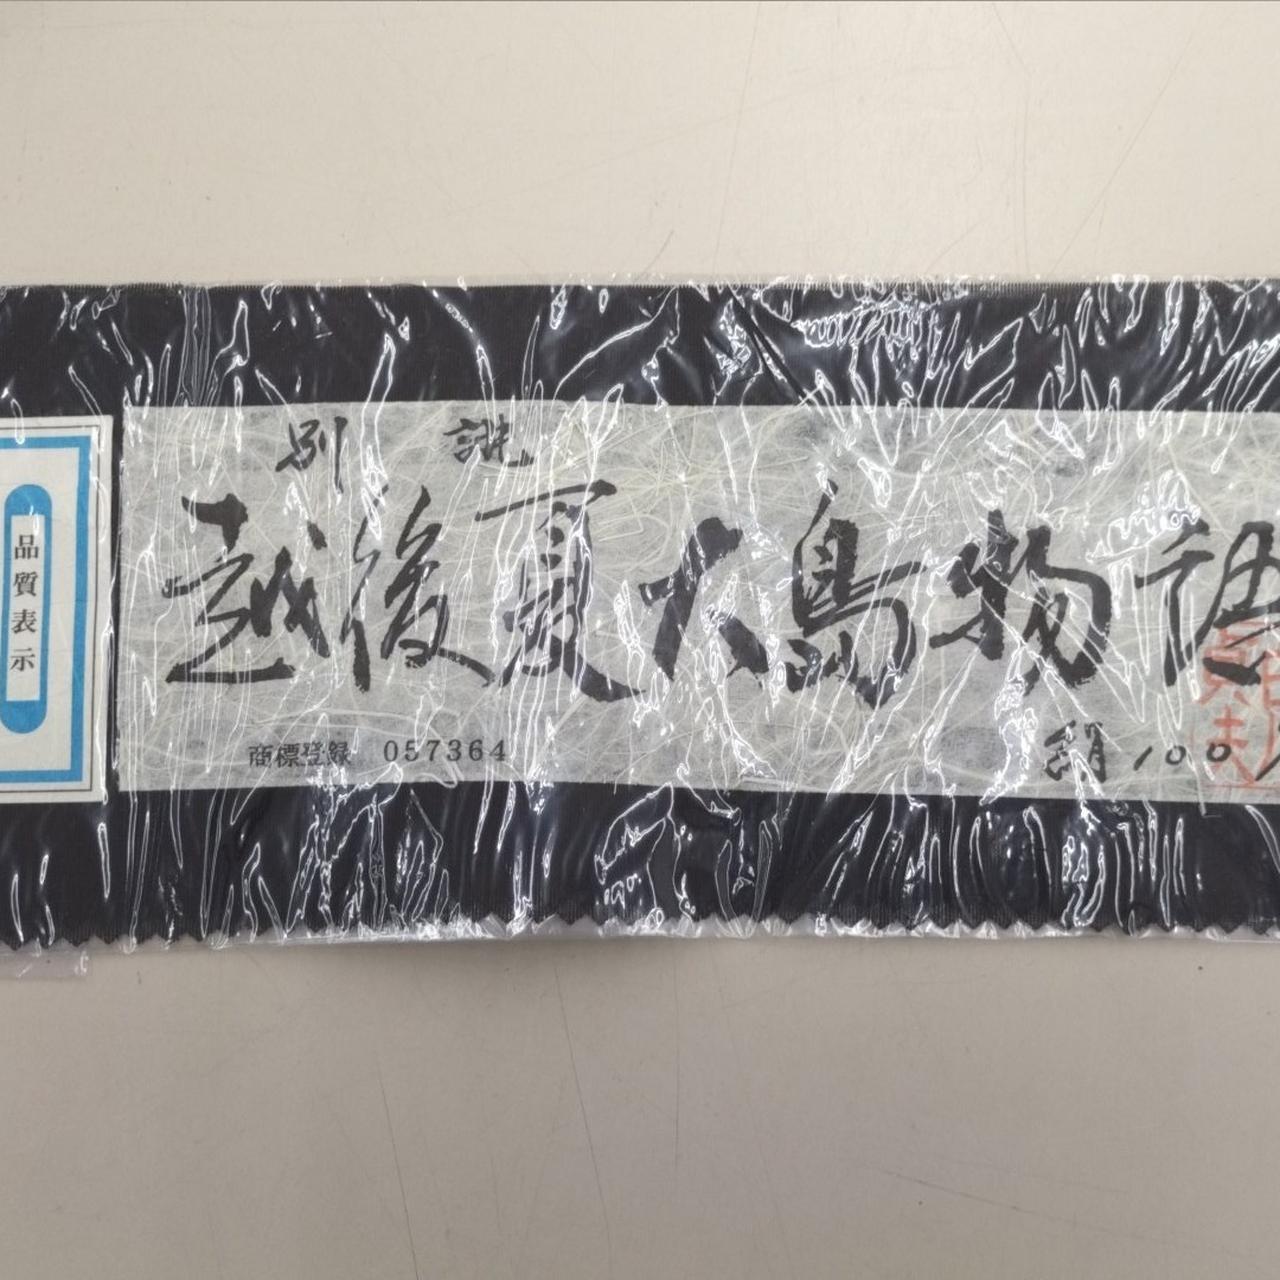 品質表示
別誂
越後夏大島物語
商標登録 057364
絹100